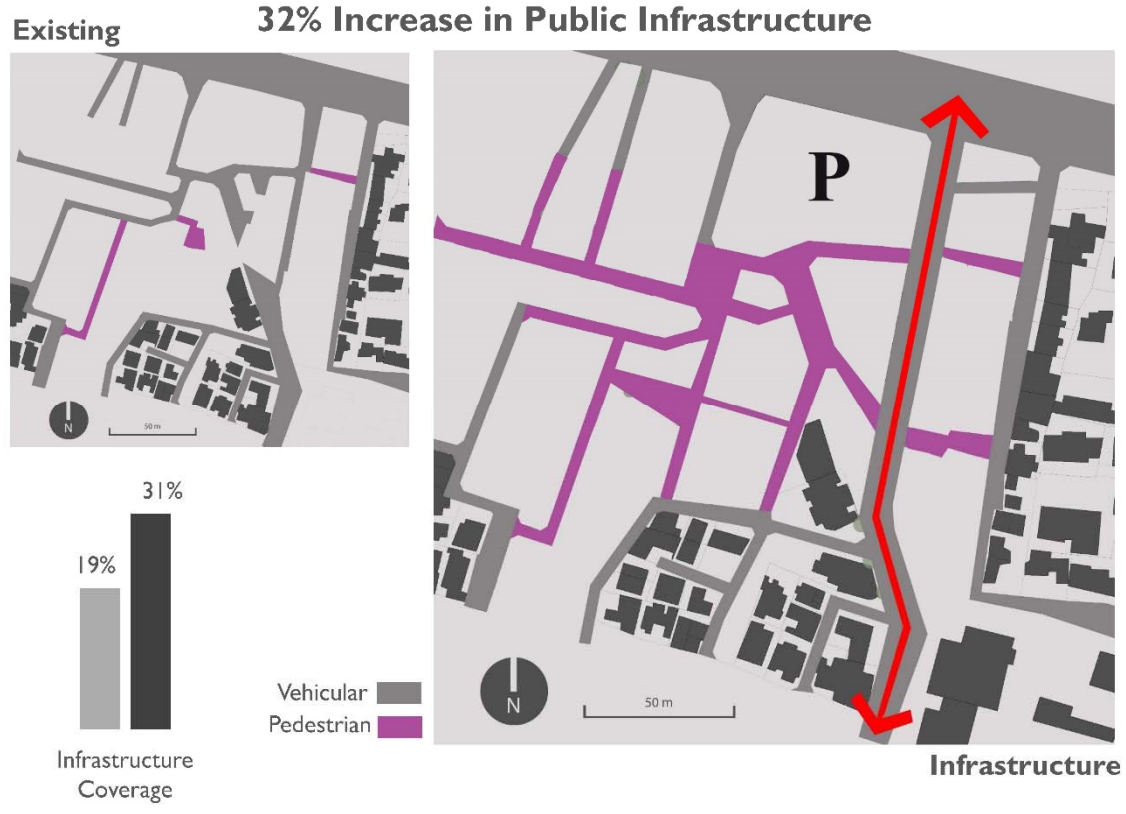 32% Increase in Public Infrastructure
Existing
P
N
50 m
31%
19%
Vehicular
Pedestrian
N
50 m
Infrastructure
Coverage
Infrastructure